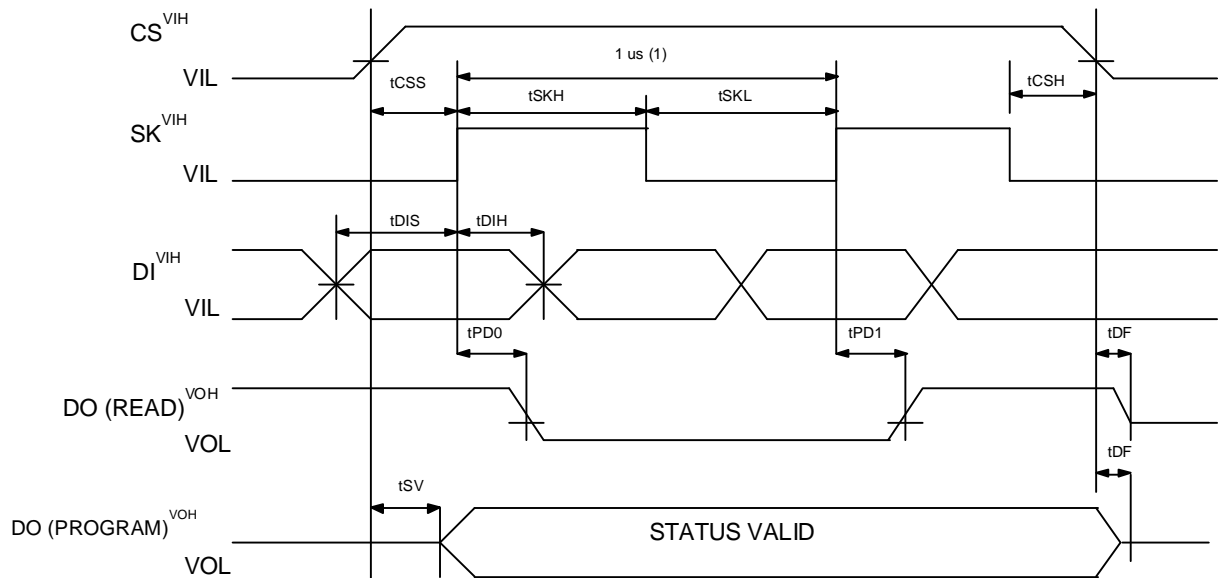 CS VIH
1 us (1)
VIL
tCSS
tCSH
tSKH
tSKL
SK VIH
VIL
tDIS
tDIH
DI VIH
VIL
tPD0
tPD1
tDF
DO (READ) VOH
VOL
tDF
tSV
DO (PROGRAM) VOH
STATUS VALID
VOL